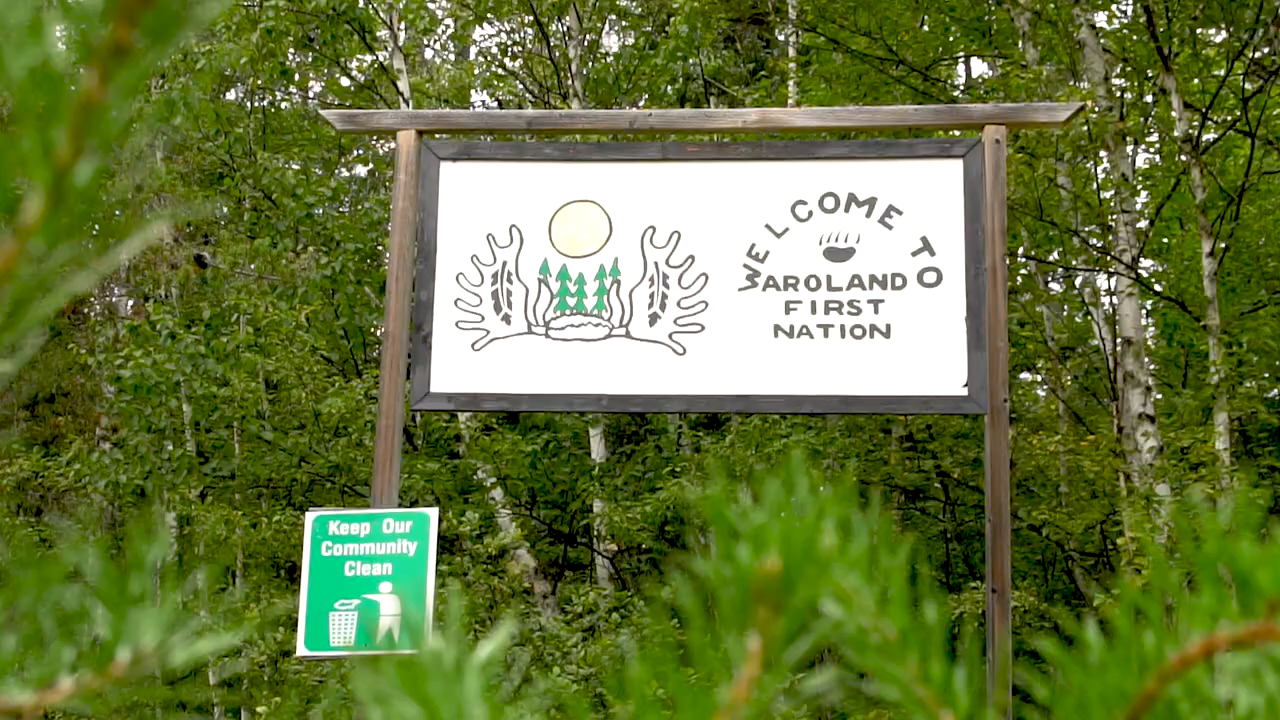 WELCOME TO
AROLAND
FIRST
NATION
Keep Our
Community
Clean